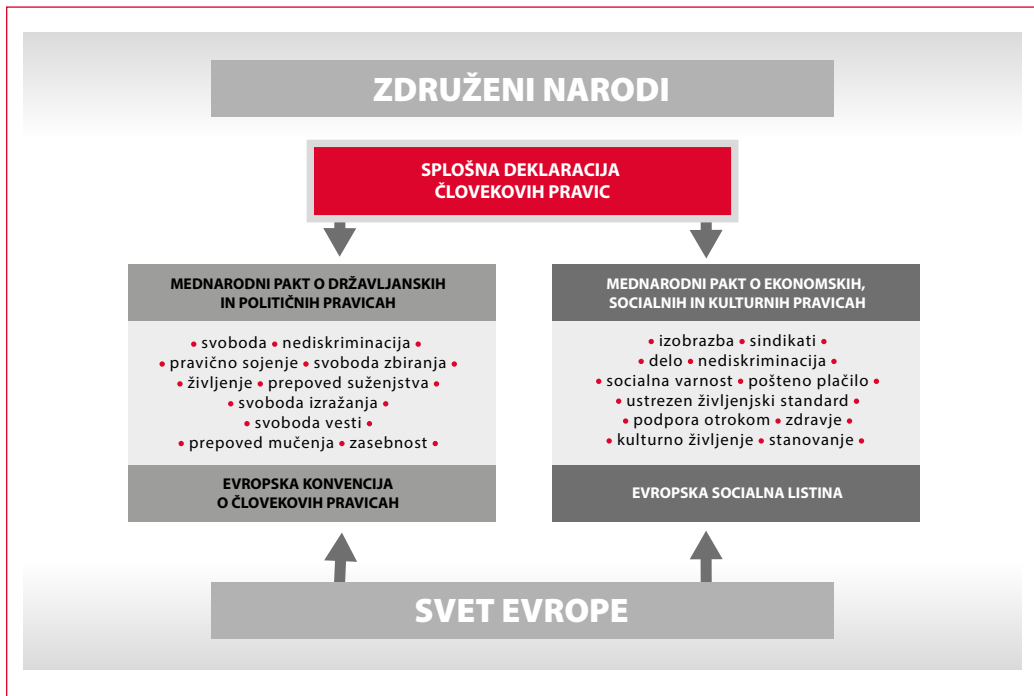 ZDRUŽENI NARODI
SPLOŠNA DEKLARACIJA
ČLOVEKOVIH PRAVIC
MEDNARODNI PAKT O DRŽAVLJANSKIH
IN POLITIČNIH PRAVICAH
• svoboda • nediskriminacija •
• pravično sojenje • svoboda zbiranja •
• življenje • prepoved suženjstva •
• svoboda izražanja •
• svoboda vesti •
• prepoved mučenja • zasebnost •
EVROPSKA KONVENCIJA
O ČLOVEKOVIH PRAVICAH
MEDNARODNI PAKT O EKONOMSKIH,
SOCIALNIH IN KULTURNIH PRAVICAH
• izobrazba • sindikati •
• delo • nediskriminacija •
• socialna varnost • pošteno plačilo •
• ustrezen življenjski standard •
• podpora otrokom • zdravje •
• kulturno življenje • stanovanje •
EVROPSKA SOCIALNA LISTINA
SVET EVROPE